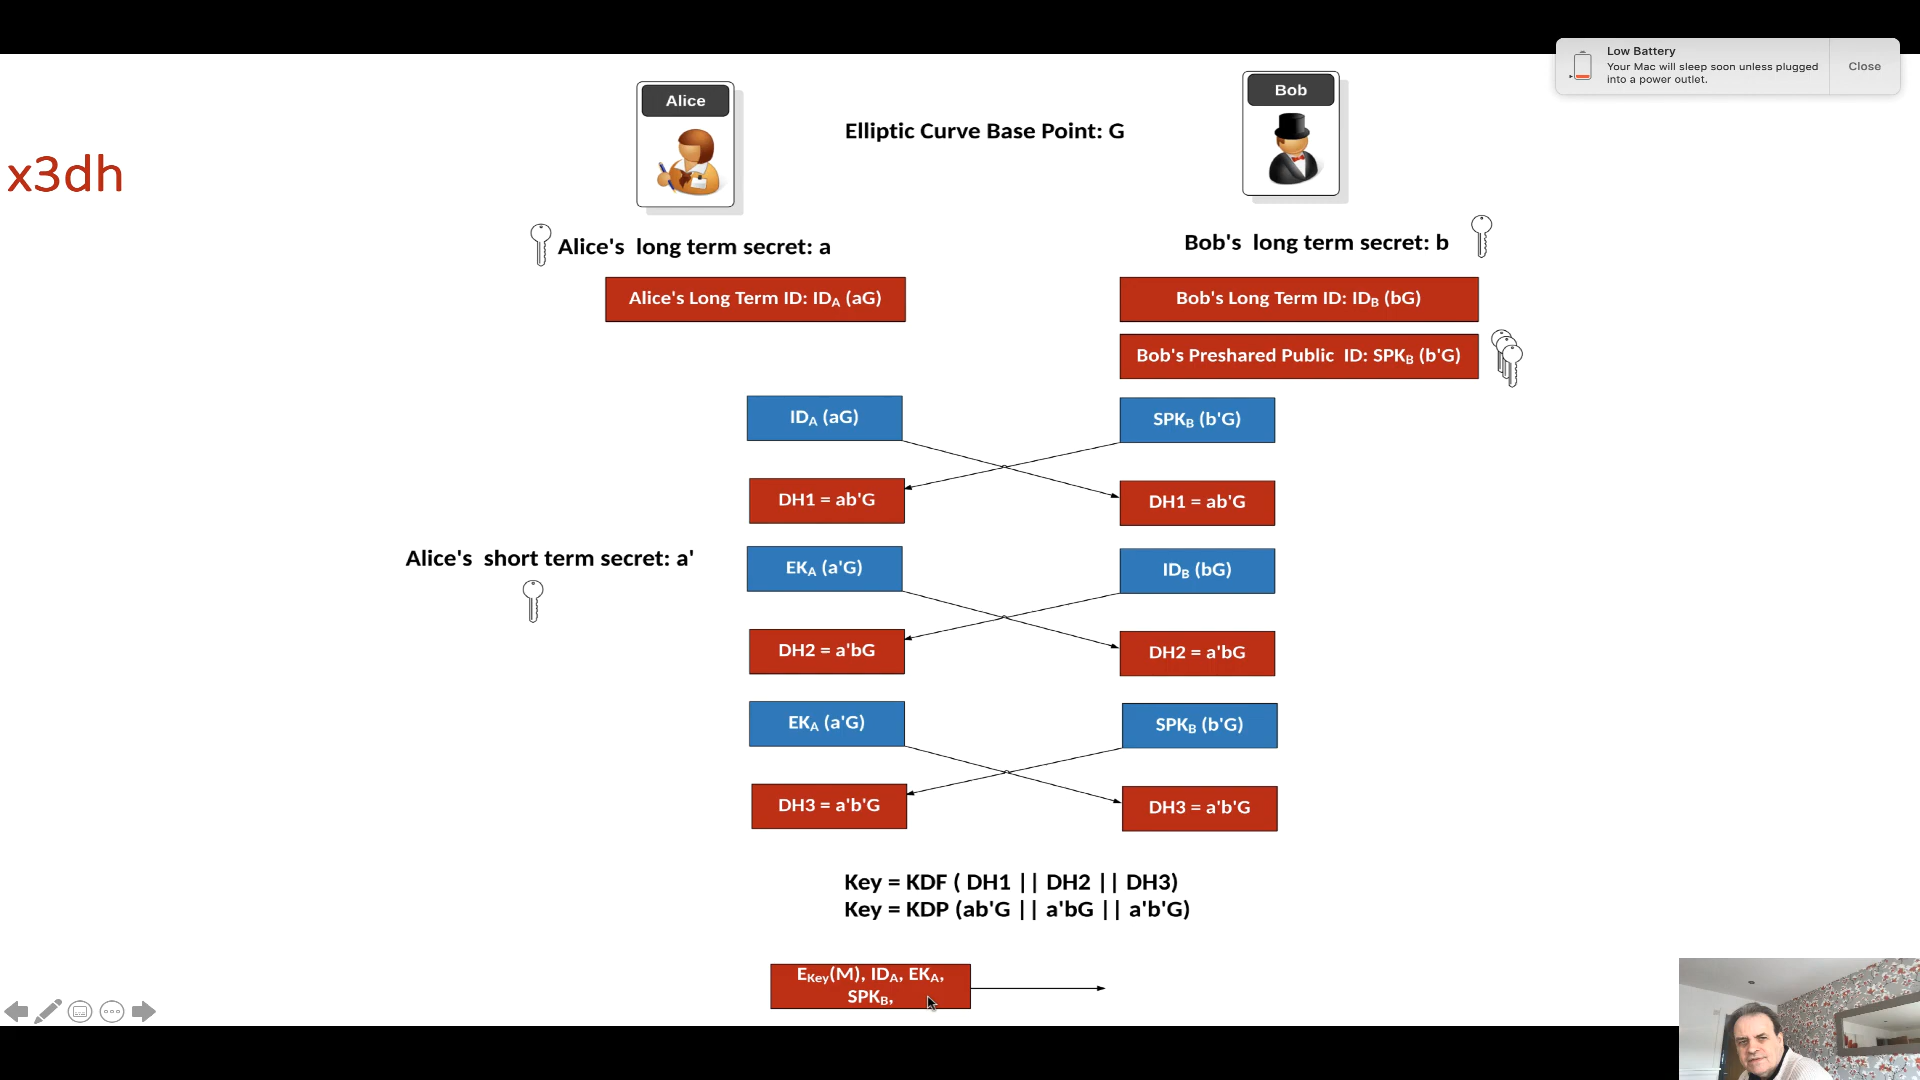 Low Battery
Your Mac will sleep soon unless plugged
into a power outlet.
Close
Alice
Bob
Elliptic Curve Base Point: G
x3dh
Alice's long term secret: a
Bob's long term secret: b
Alice's Long Term ID: IDA (aG)
Bob's Long Term ID: IDB (bG)
Bob's Preshared Public ID: SPKB (b'G)
IDA (aG)
SPKB (b'G)
DH1 = ab'G
DH1 = ab'G
Alice's short term secret: a'
EKA (a'G)
IDB (bG)
DH2 = a'bG
DH2 = a'bG
EKA (a'G)
SPKB (b'G)
DH3 = a'b'G
DH3 = a'b'G
Key = KDF ( DH1 || DH2 || DH3)
Key = KDP (ab'G || a'bG || a'b'G)
EKey(M), IDA, EKA,
SPKB,